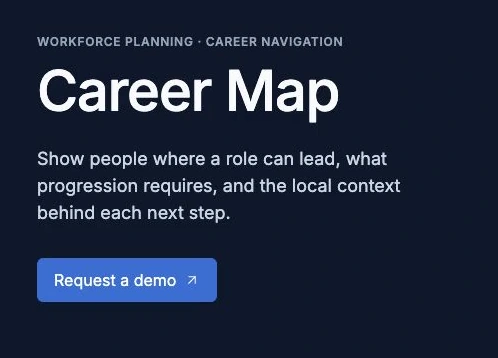 WORKFORCE PLANNING · CAREER NAVIGATION
Career Map
Show people where a role can lead, what
progression requires, and the local context
behind each next step.
Request a demo ↗